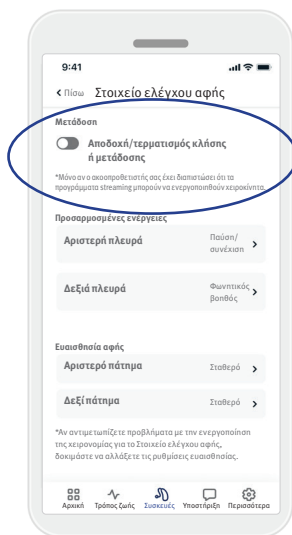 9:41
Πίσω Στοιχείο ελέγχου αφής
Μετάδοση
Αποδοχή/τερματισμός κλήσης
ή μετάδοσης
*Μόνο αν ο ακοοπροθετιστής σας έχει διαπιστώσει ότι τα
προγράμματα streaming μπορούν να ενεργοποιηθούν χειροκίνητα.
Προσαρμοσμένες ενέργειες
Αριστερή πλευρά
Παύση/
συνέχιση
Δεξιά πλευρά
Φωνητικός
βοηθός
Ευαισθησία αφής
Αριστερό πάτημα Σταθερό
Δεξί πάτημα Σταθερό
*Αν αντιμετωπίζετε προβλήματα με την ενεργοποίηση
της χειρονομίας για το Στοιχείο ελέγχου αφής,
δοκιμάστε να αλλάξετε τις ρυθμίσεις ευαισθησίας.
Αρχική Τρόπος ζωής Συσκευές Υποστήριξη Περισσότερα